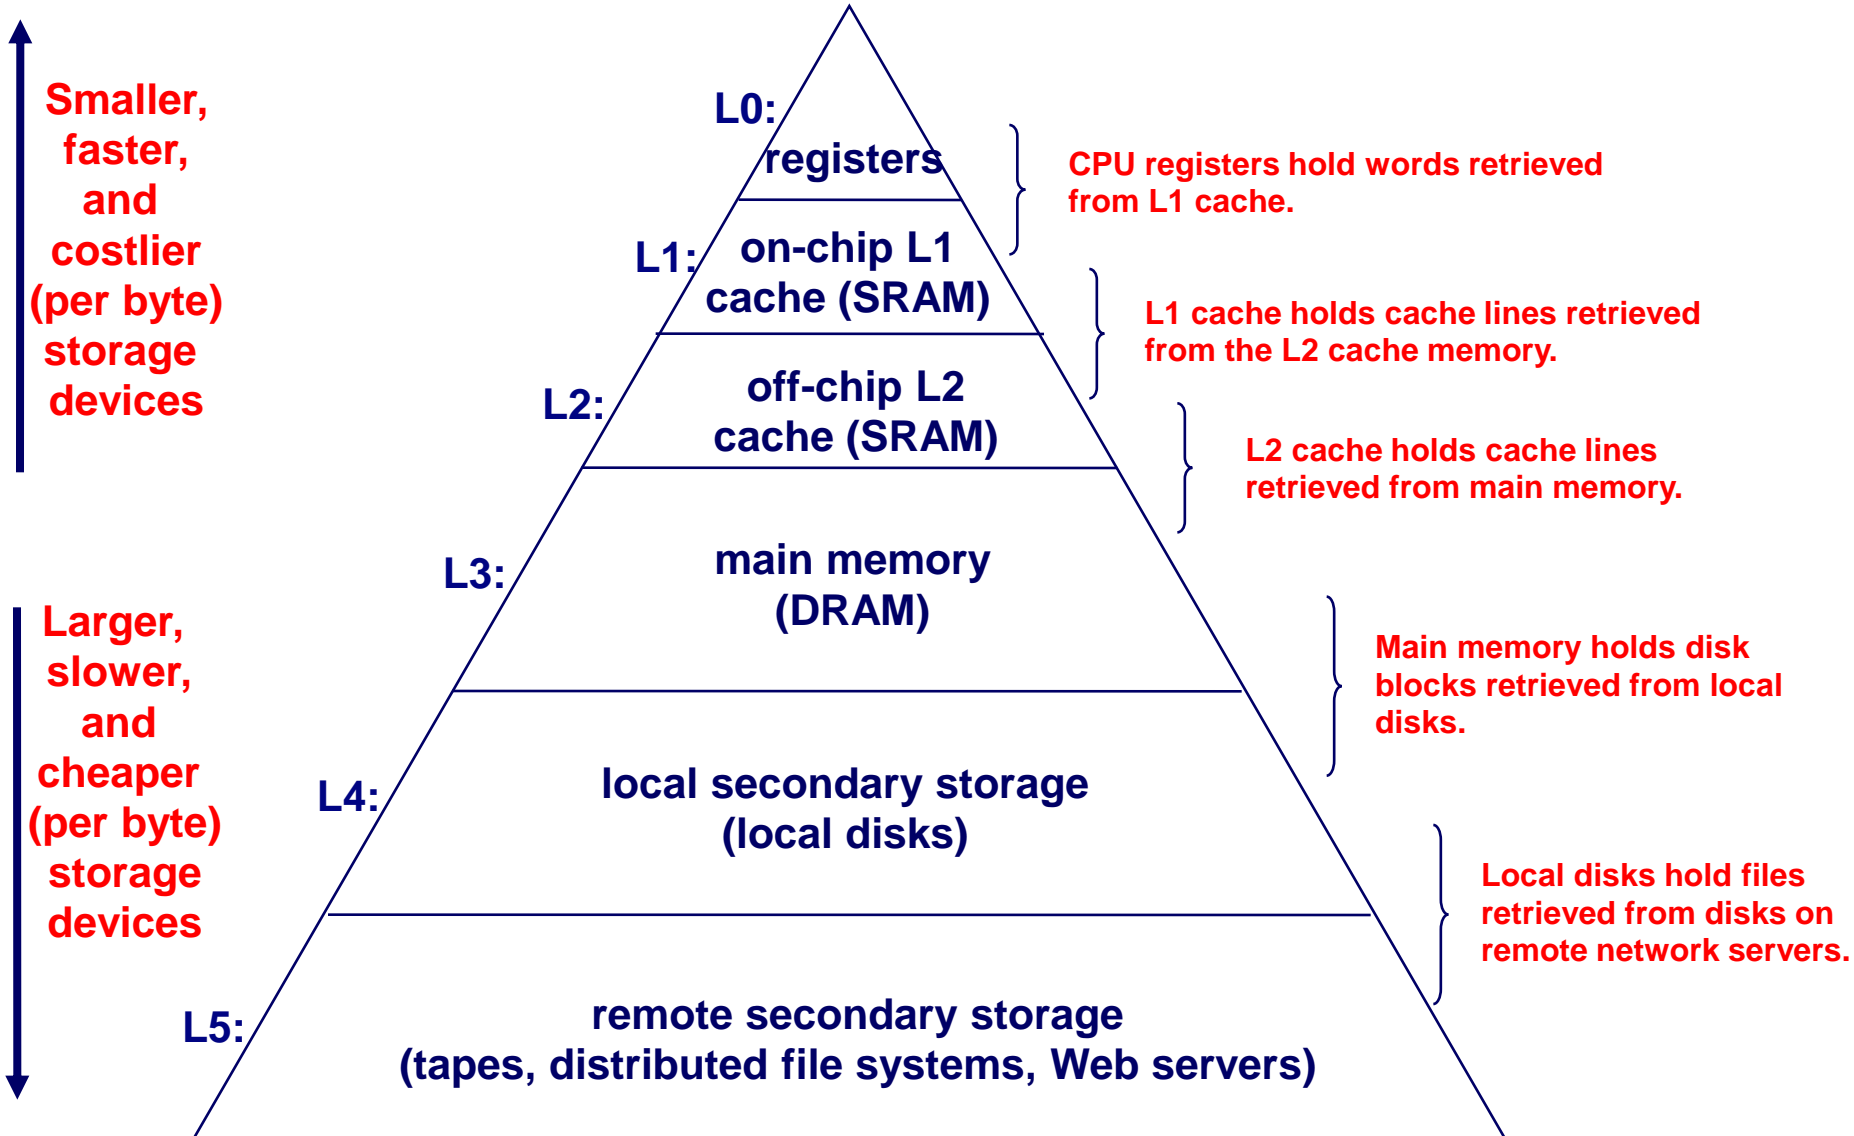 Smaller,
faster,
and
costlier
(per byte)
storage
devices
Larger,
slower,
and
cheaper
(per byte)
storage
devices
L0:
registers
CPU registers hold words retrieved
from L1 cache.
L1:
on-chip L1
cache (SRAM)
L1 cache holds cache lines retrieved
from the L2 cache memory.
L2:
off-chip L2
cache (SRAM)
L2 cache holds cache lines
retrieved from main memory.
L3:
main memory
(DRAM)
Main memory holds disk
blocks retrieved from local
disks.
L4:
local secondary storage
(local disks)
Local disks hold files
retrieved from disks on
remote network servers.
L5:
remote secondary storage
(tapes, distributed file systems, Web servers)